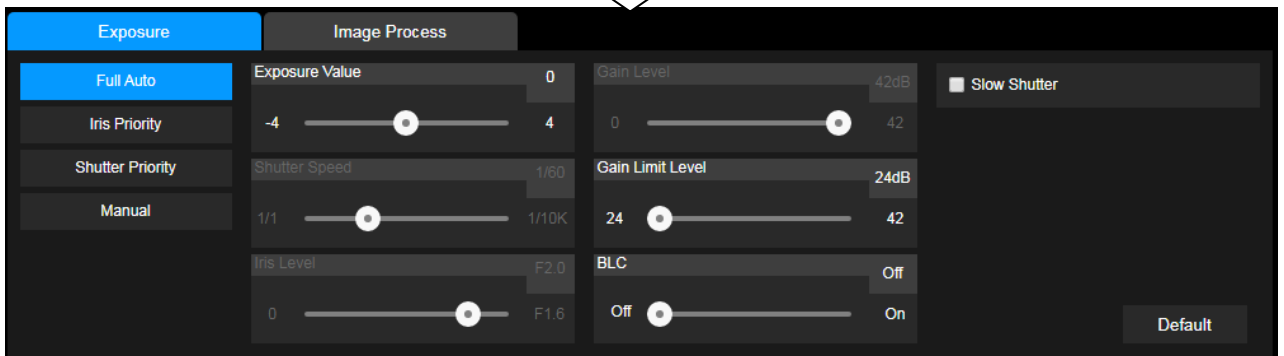 Exposure
Image Process
Full Auto
Iris Priority
Shutter Priority
Manual
Exposure Value 0
-4 4
Shutter Speed 1/60
1/1 1/10K
Iris Level F2.0
0 F1.6
Gain Level 42dB
0 42
Gain Limit Level 24dB
24 42
BLC Off
Off On
Slow Shutter
Default